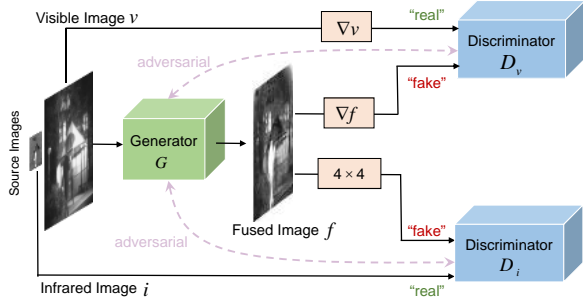 Visible Image v
∇v
"real"
Discriminator
D_v
adversarial
"fake"
Source Images
Generator
G
∇f
4 × 4
Fused Image f
"fake"
adversarial
Discriminator
D_i
Infrared Image i
"real"